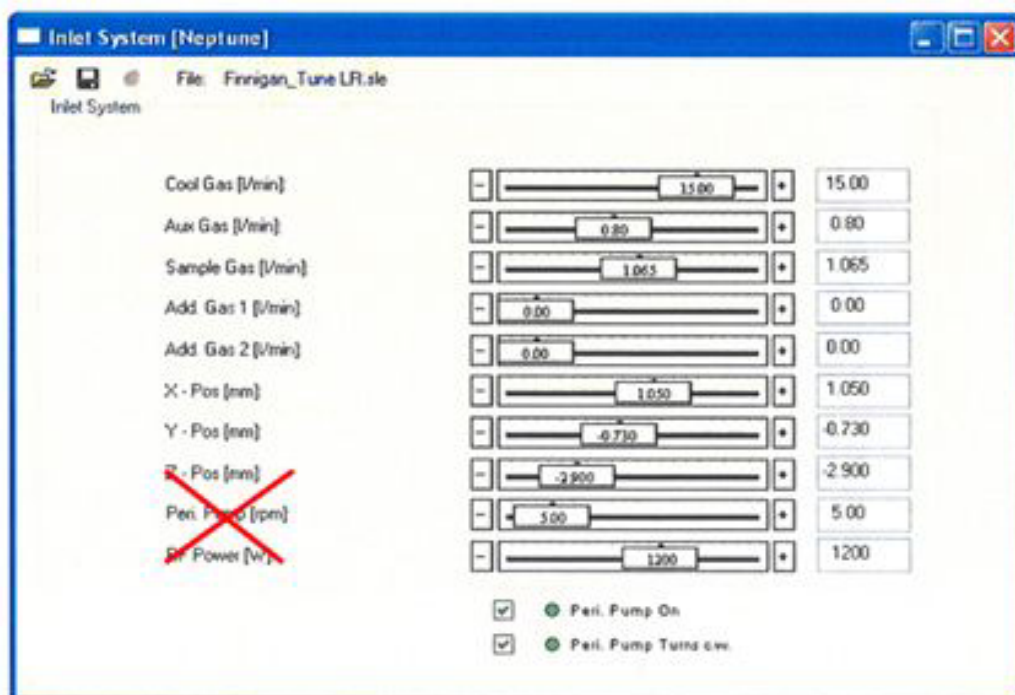 Inlet System [Neptune]
File: Finnigan_Tune LR.sle
Inlet System
Cool Gas [l/min]: - 15.00 + 15.00
Aux Gas [l/min]: - 0.80 + 0.80
Sample Gas [l/min]: - 1.065 + 1.065
Add. Gas 1 [l/min]: - 0.00 + 0.00
Add. Gas 2 [l/min]: - 0.00 + 0.00
X - Pos [mm]: - 1.050 + 1.050
Y - Pos [mm]: - -0.730 + -0.730
Z - Pos [mm]: - -2.900 + -2.900
Peri. Pump [rpm] - 5.00 + 5.00
RF Power [W]: - 1200 + 1200
Peri. Pump On
Peri. Pump Turns c.w.